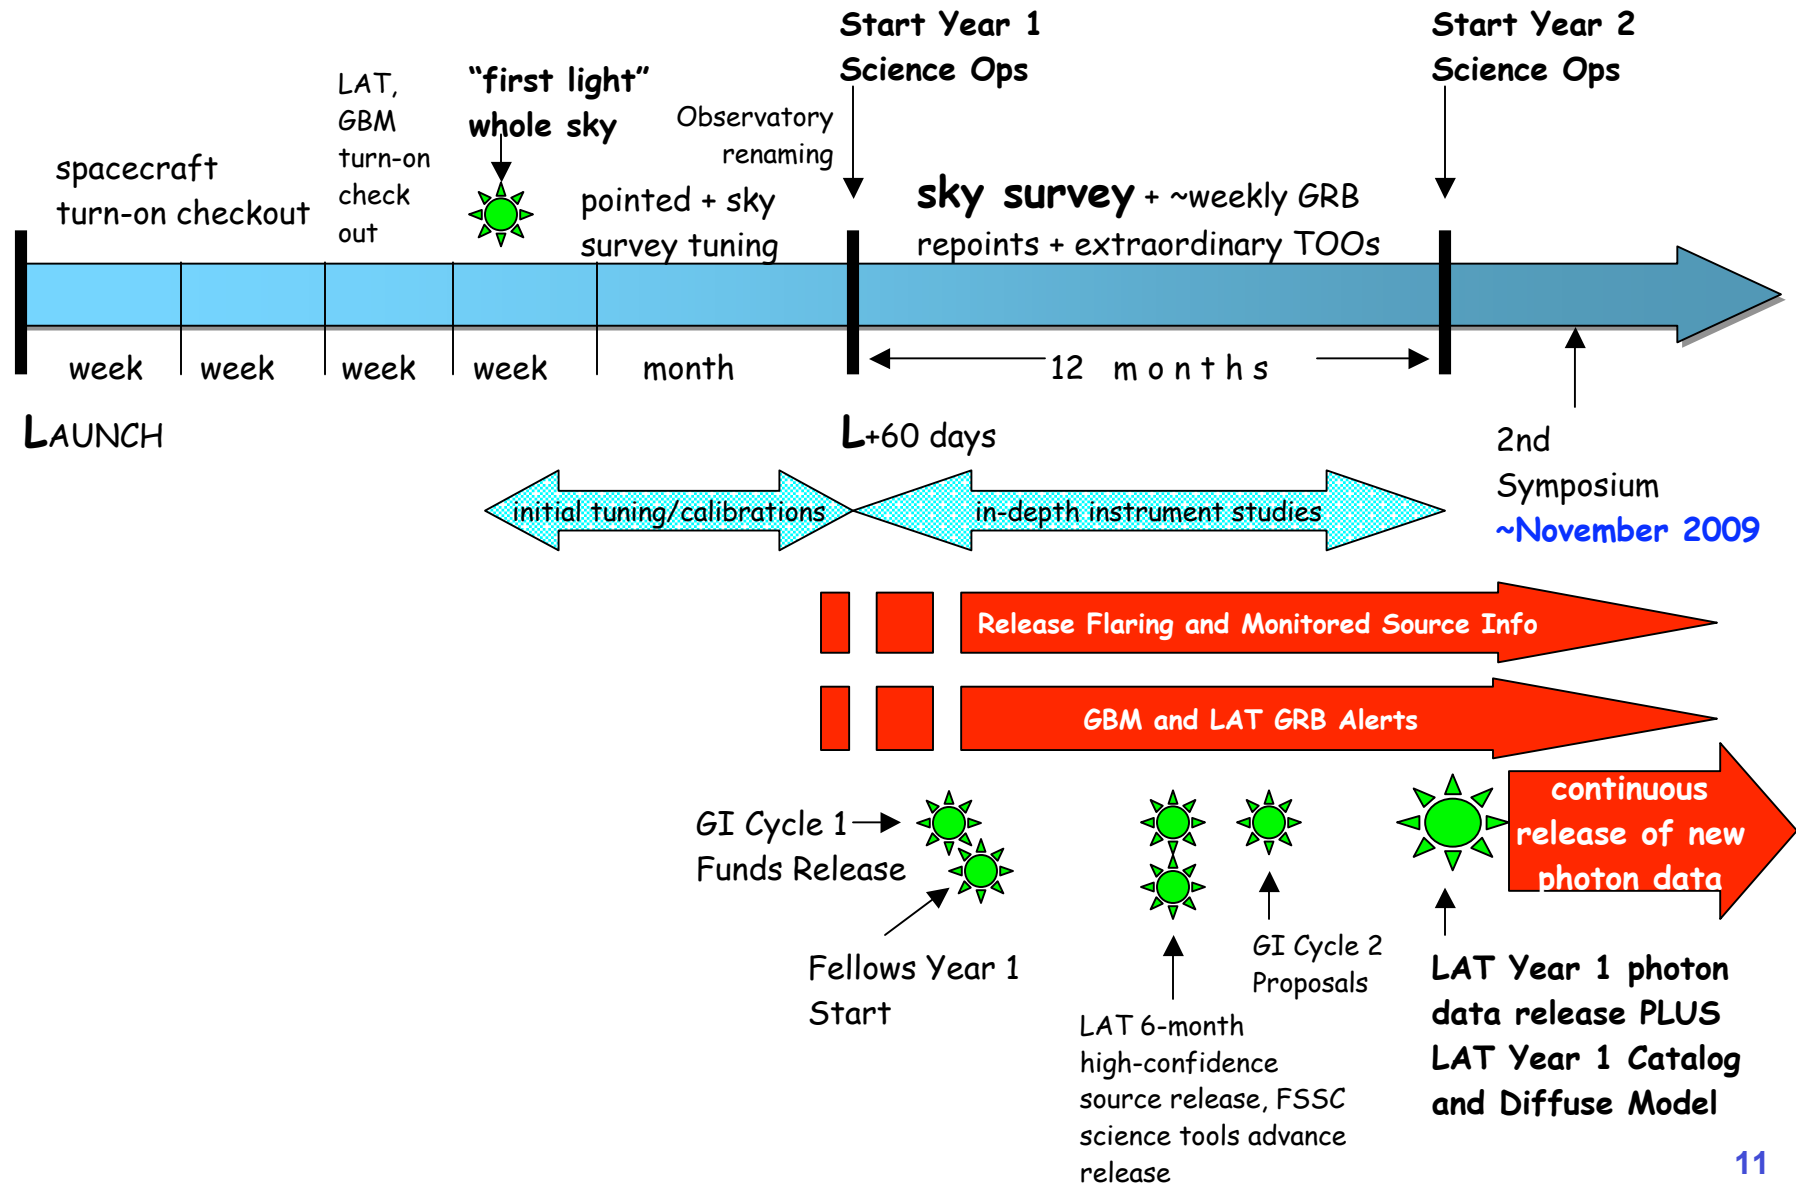 Start Year 1
Science Ops
Start Year 2
Science Ops
LAT,
GBM
turn-on
check
out
“first light”
whole sky
Observatory
renaming
spacecraft
turn-on checkout
pointed + sky
survey tuning
sky survey + ~weekly GRB
repoints + extraordinary TOOs
week
week
week
week
month
12 months
LAUNCH
L+60 days
2nd
Symposium
~November 2009
initial tuning/calibrations
in-depth instrument studies
Release Flaring and Monitored Source Info
GBM and LAT GRB Alerts
continuous
release of new
photon data
GI Cycle 1
Funds Release
Fellows Year 1
Start
LAT 6-month
high-confidence
source release, FSSC
science tools advance
release
GI Cycle 2
Proposals
LAT Year 1 photon
data release PLUS
LAT Year 1 Catalog
and Diffuse Model
11